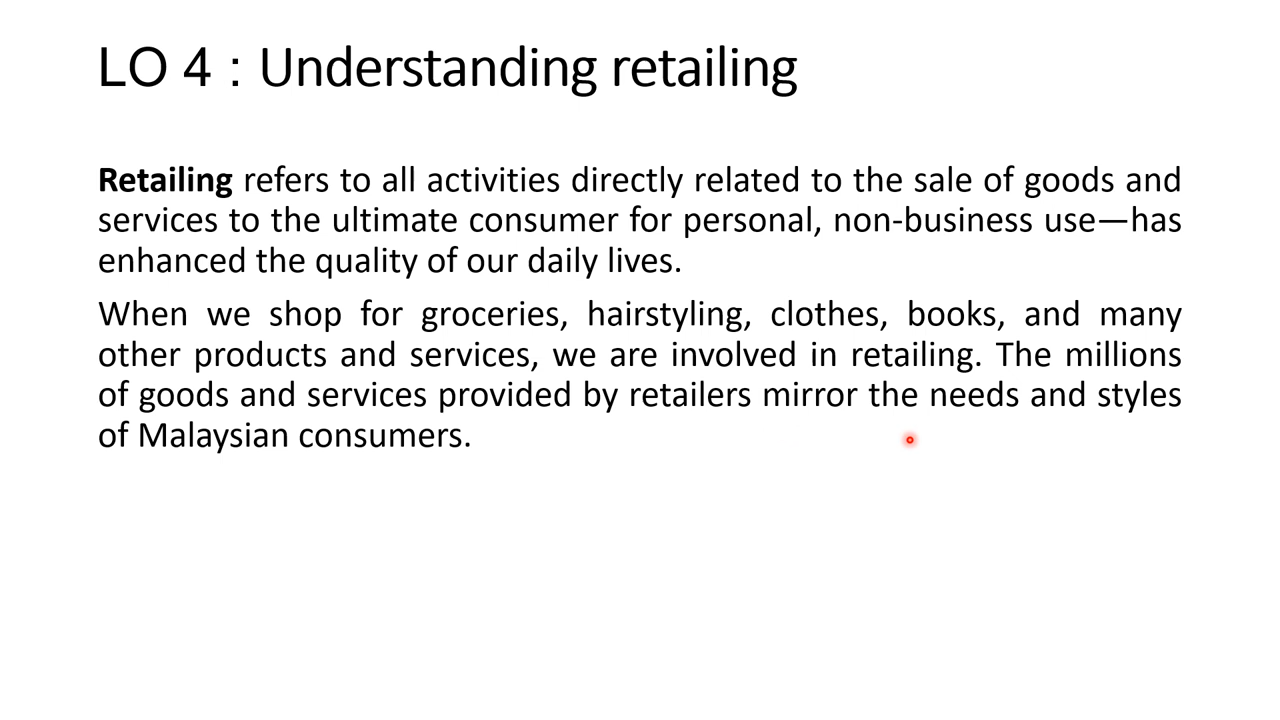 LO 4 : Understanding retailing
Retailing refers to all activities directly related to the sale of goods and
services to the ultimate consumer for personal, non-business use—has
enhanced the quality of our daily lives.
When we shop for groceries, hairstyling, clothes, books, and many
other products and services, we are involved in retailing. The millions
of goods and services provided by retailers mirror the needs and styles
of Malaysian consumers.